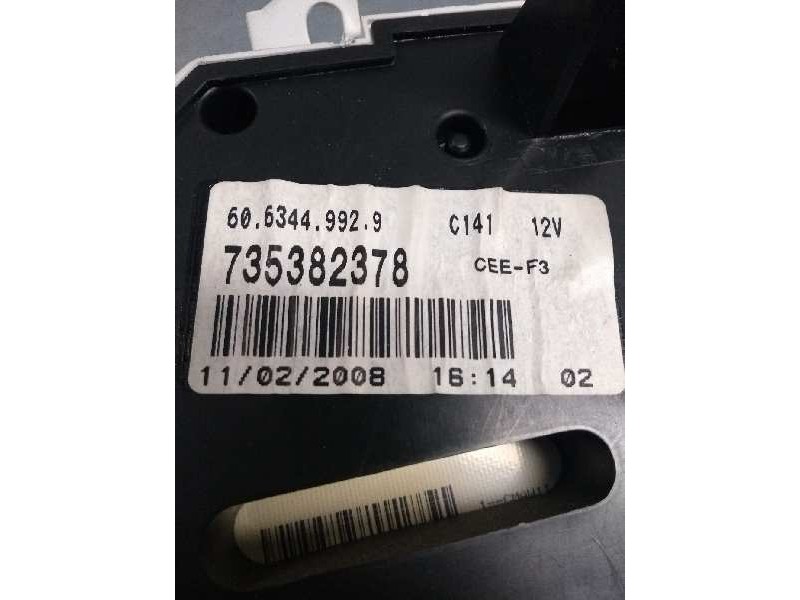 60.6344.992.9 C141 12V
735382378 CEE-F3
11/02/2008 16:14 02